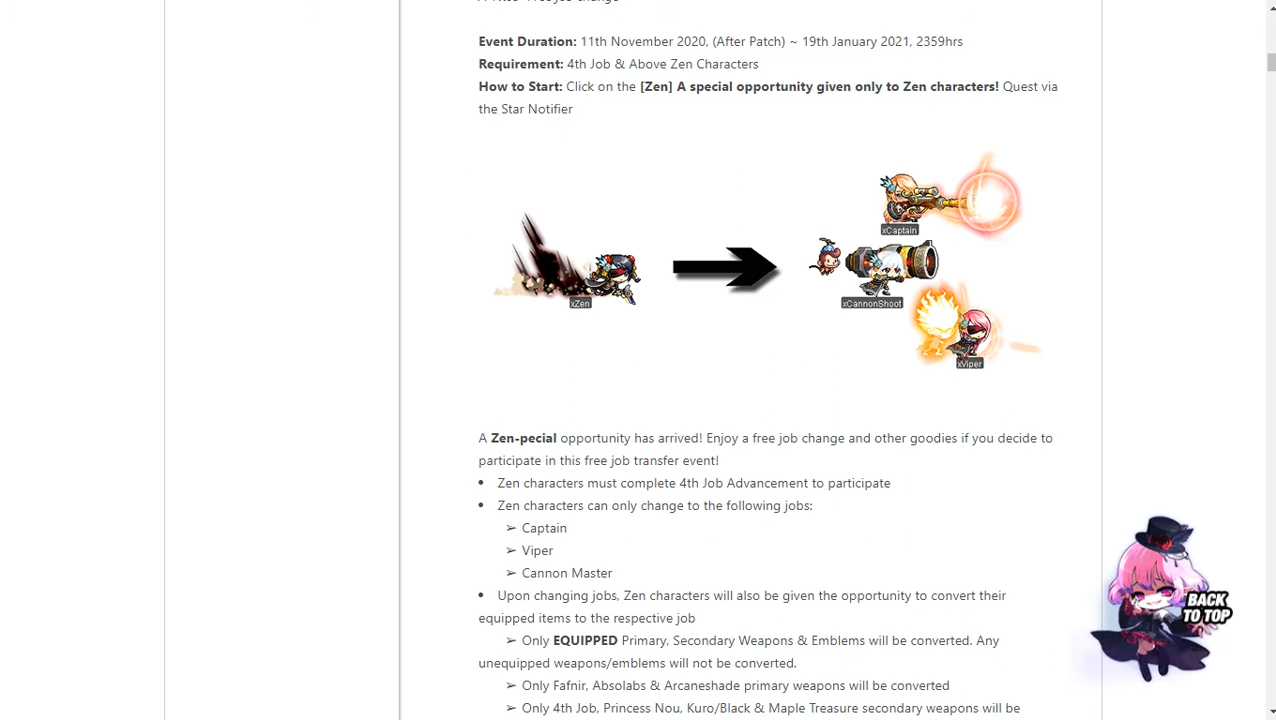 Event Duration: 11th November 2020, (After Patch) ~ 19th January 2021, 2359hrs
Requirement: 4th Job & Above Zen Characters
How to Start: Click on the [Zen] A special opportunity given only to Zen characters! Quest via
the Star Notifier
xCaptain
xZen
xCannonShoot
xViper
A Zen-pecial opportunity has arrived! Enjoy a free job change and other goodies if you decide to
participate in this free job transfer event!
• Zen characters must complete 4th Job Advancement to participate
• Zen characters can only change to the following jobs:
➢ Captain
➢ Viper
➢ Cannon Master
• Upon changing jobs, Zen characters will also be given the opportunity to convert their
equipped items to the respective job
➢ Only EQUIPPED Primary, Secondary Weapons & Emblems will be converted. Any
unequipped weapons/emblems will not be converted.
➢ Only Fafnir, Absolabs & Arcaneshade primary weapons will be converted
➢ Only 4th Job, Princess Nou, Kuro/Black & Maple Treasure secondary weapons will be
BACK
TO TOP